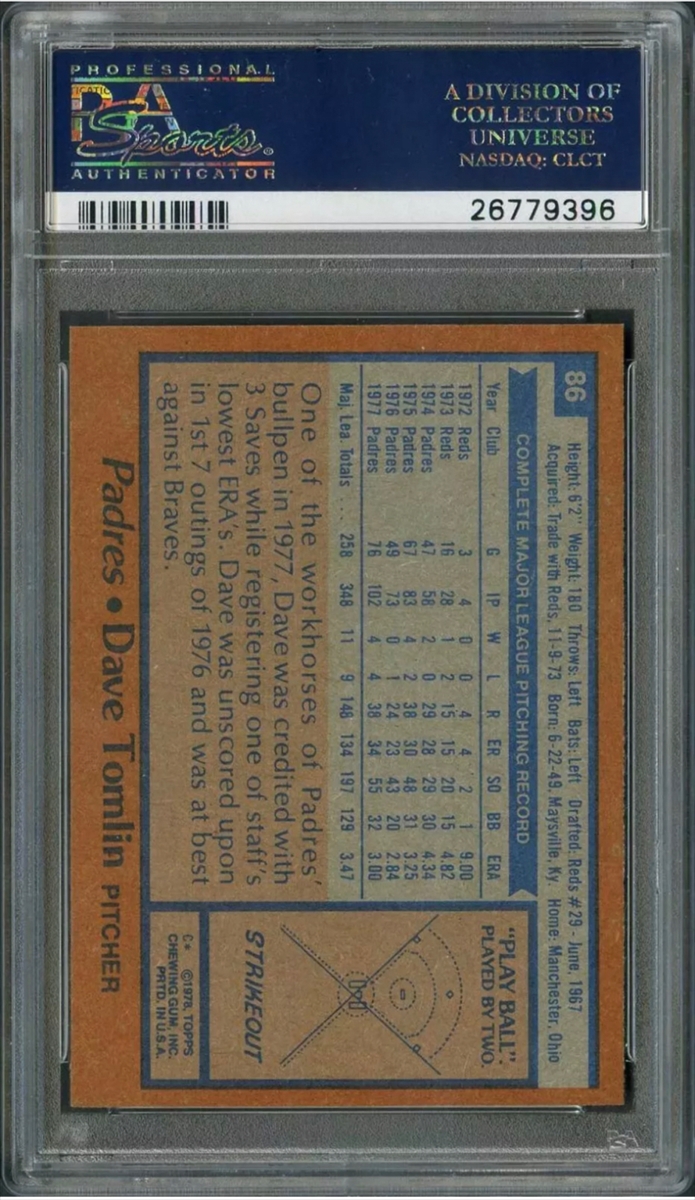 PROFESSIONAL
PSA
Sports
AUTHENTICATOR
A DIVISION OF
COLLECTORS
UNIVERSE
NASDAQ: CLCT
26779396
86
Height: 6'2" Weight: 180 Throws: Left Bats: Left Drafted: Reds #29 - June, 1967
Acquired: Trade with Reds, 11-9-73 Born: 6-22-49, Maysville, Ky. Home: Manchester, Ohio
COMPLETE MAJOR LEAGUE PITCHING RECORD
Year Club G IP W L R ER SO BB ERA
1972 Reds 3 4 0 0 4 4 2 1 9.00
1973 Reds 16 28 1 2 15 15 20 15 4.82
1974 Padres 47 58 2 0 29 28 29 30 4.34
1975 Padres 67 83 4 2 38 30 48 31 3.25
1976 Padres 49 73 0 1 24 23 43 20 2.84
1977 Padres 76 102 4 4 38 34 55 32 3.00
Maj. Lea. Totals ... 258 348 11 9 148 134 197 129 3.47
One of the workhorses of Padres'
bullpen in 1977, Dave was credited with
3 Saves while registering one of staff's
lowest ERA's. Dave was unscored upon
in 1st 7 outings of 1976 and was at best
against Braves.
"PLAY BALL"
PLAYED BY TWO.
STRIKEOUT
C* ©1978, TOPPS
CHEWING GUM, INC.
PRTD. IN U.S.A.
Padres • Dave Tomlin PITCHER
PSA